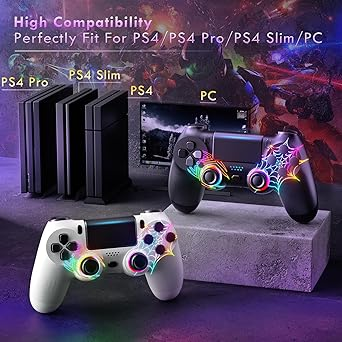 High Compatibility
Perfectly Fit For PS4/PS4 Pro/PS4 Slim/PC
PS4 Pro
PS4 Slim
PS4
PC